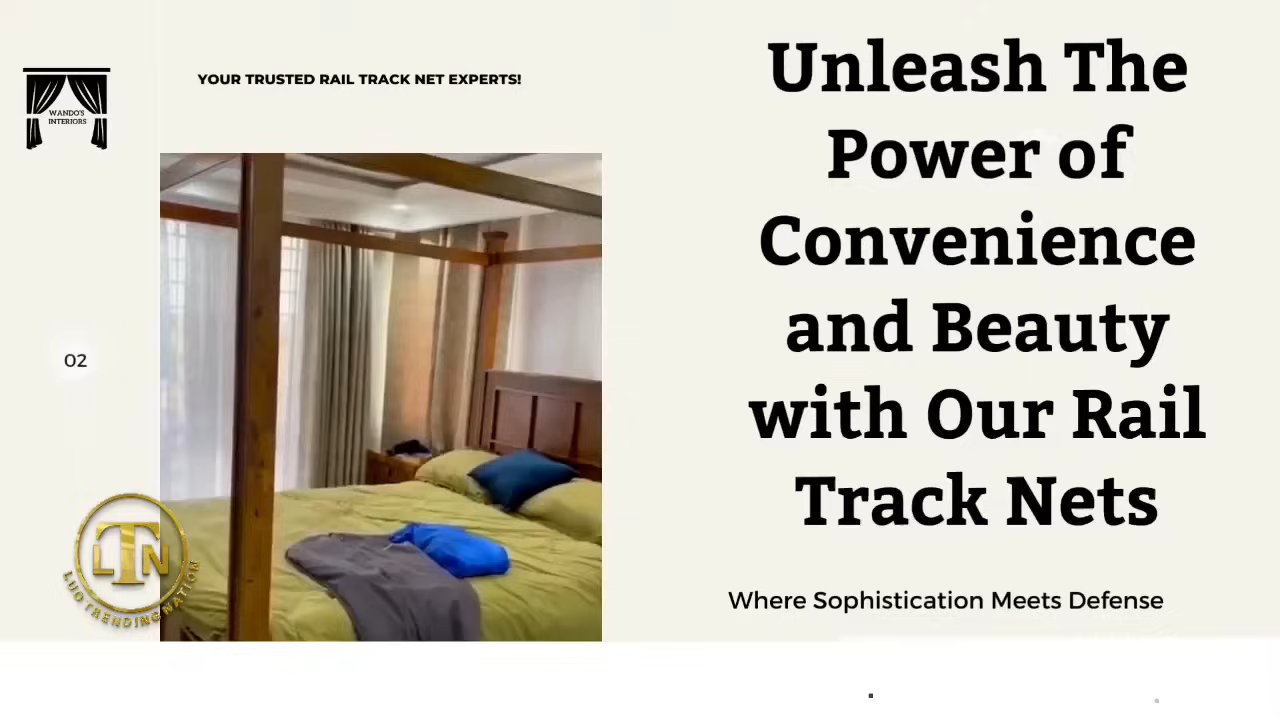 YOUR TRUSTED RAIL TRACK NET EXPERTS!
WANDO'S
INTERIORS
Unleash The
Power of
Convenience
and Beauty
with Our Rail
Track Nets
02
LTN
LUO TRENDING NATION
Where Sophistication Meets Defense